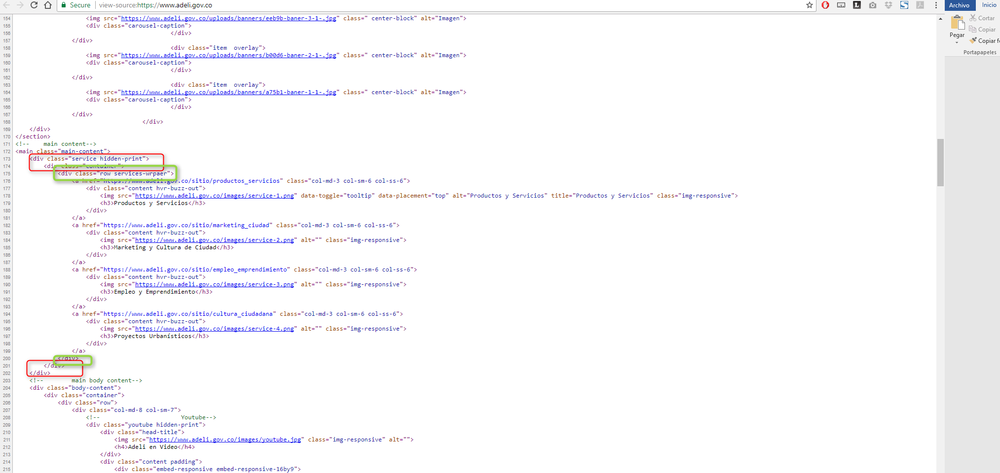 Secure view-source:https://www.adeli.gov.co Archivo Inicio
Cortar
Copiar
Pegar
Copiar f
Portapapeles
154 <img src="https://www.adeli.gov.co/uploads/banners/eeb9b-baner-3-1-.jpg" class=" center-block" alt="Imagen">
155 <div class="carousel-caption">
156 </div>
157 </div>
158 <div class="item  overlay">
159 <img src="https://www.adeli.gov.co/uploads/banners/b00d6-baner-2-1-.jpg" class=" center-block" alt="Imagen">
160 <div class="carousel-caption">
161 </div>
162 </div>
163 <div class="item  overlay">
164 <img src="https://www.adeli.gov.co/uploads/banners/a75b1-baner-1-1-.jpg" class=" center-block" alt="Imagen">
165 <div class="carousel-caption">
166 </div>
167 </div>
168 </div>
169 </div>
170 </section>
171 <!--    main content-->
172 <main class="main-content">
173 <div class="service hidden-print">
174 <div class="container">
175 <div class="row services-wrpaer">
176 <a href="https://www.adeli.gov.co/sitio/productos_servicios" class="col-md-3 col-sm-6 col-ss-6">
177 <div class="content hvr-buzz-out">
178 <img src="https://www.adeli.gov.co/images/service-1.png" data-toggle="tooltip" data-placement="top" alt="Productos y Servicios" title="Productos y Servicios" class="img-responsive">
179 <h3>Productos y Servicios</h3>
180 </div>
181 </a>
182 <a href="https://www.adeli.gov.co/sitio/marketing_ciudad" class="col-md-3 col-sm-6 col-ss-6">
183 <div class="content hvr-buzz-out">
184 <img src="https://www.adeli.gov.co/images/service-2.png" alt="" class="img-responsive">
185 <h3>Marketing y Cultura de Ciudad</h3>
186 </div>
187 </a>
188 <a href="https://www.adeli.gov.co/sitio/empleo_emprendimiento" class="col-md-3 col-sm-6 col-ss-6">
189 <div class="content hvr-buzz-out">
190 <img src="https://www.adeli.gov.co/images/service-3.png" alt="" class="img-responsive">
191 <h3>Empleo y Emprendimiento</h3>
192 </div>
193 </a>
194 <a href="https://www.adeli.gov.co/sitio/cultura_ciudadana" class="col-md-3 col-sm-6 col-ss-6">
195 <div class="content hvr-buzz-out">
196 <img src="https://www.adeli.gov.co/images/service-4.png" alt="" class="img-responsive">
197 <h3>Proyectos Urbanísticos</h3>
198 </div>
199 </a>
200 </div>
201 </div>
202 </div>
203 <!--        main body content-->
204 <div class="body-content">
205 <div class="container">
206 <div class="row">
207 <div class="col-md-8 col-sm-7">
208 <!--                       Youtube-->
209 <div class="youtube hidden-print">
210 <div class="head-title">
211 <img src="https://www.adeli.gov.co/images/youtube.jpg" class="img-responsive" alt="">
212 <h4>Adeli en Video</h4>
213 </div>
214 <div class="content padding">
215 <div class="embed-responsive embed-responsive-16by9">